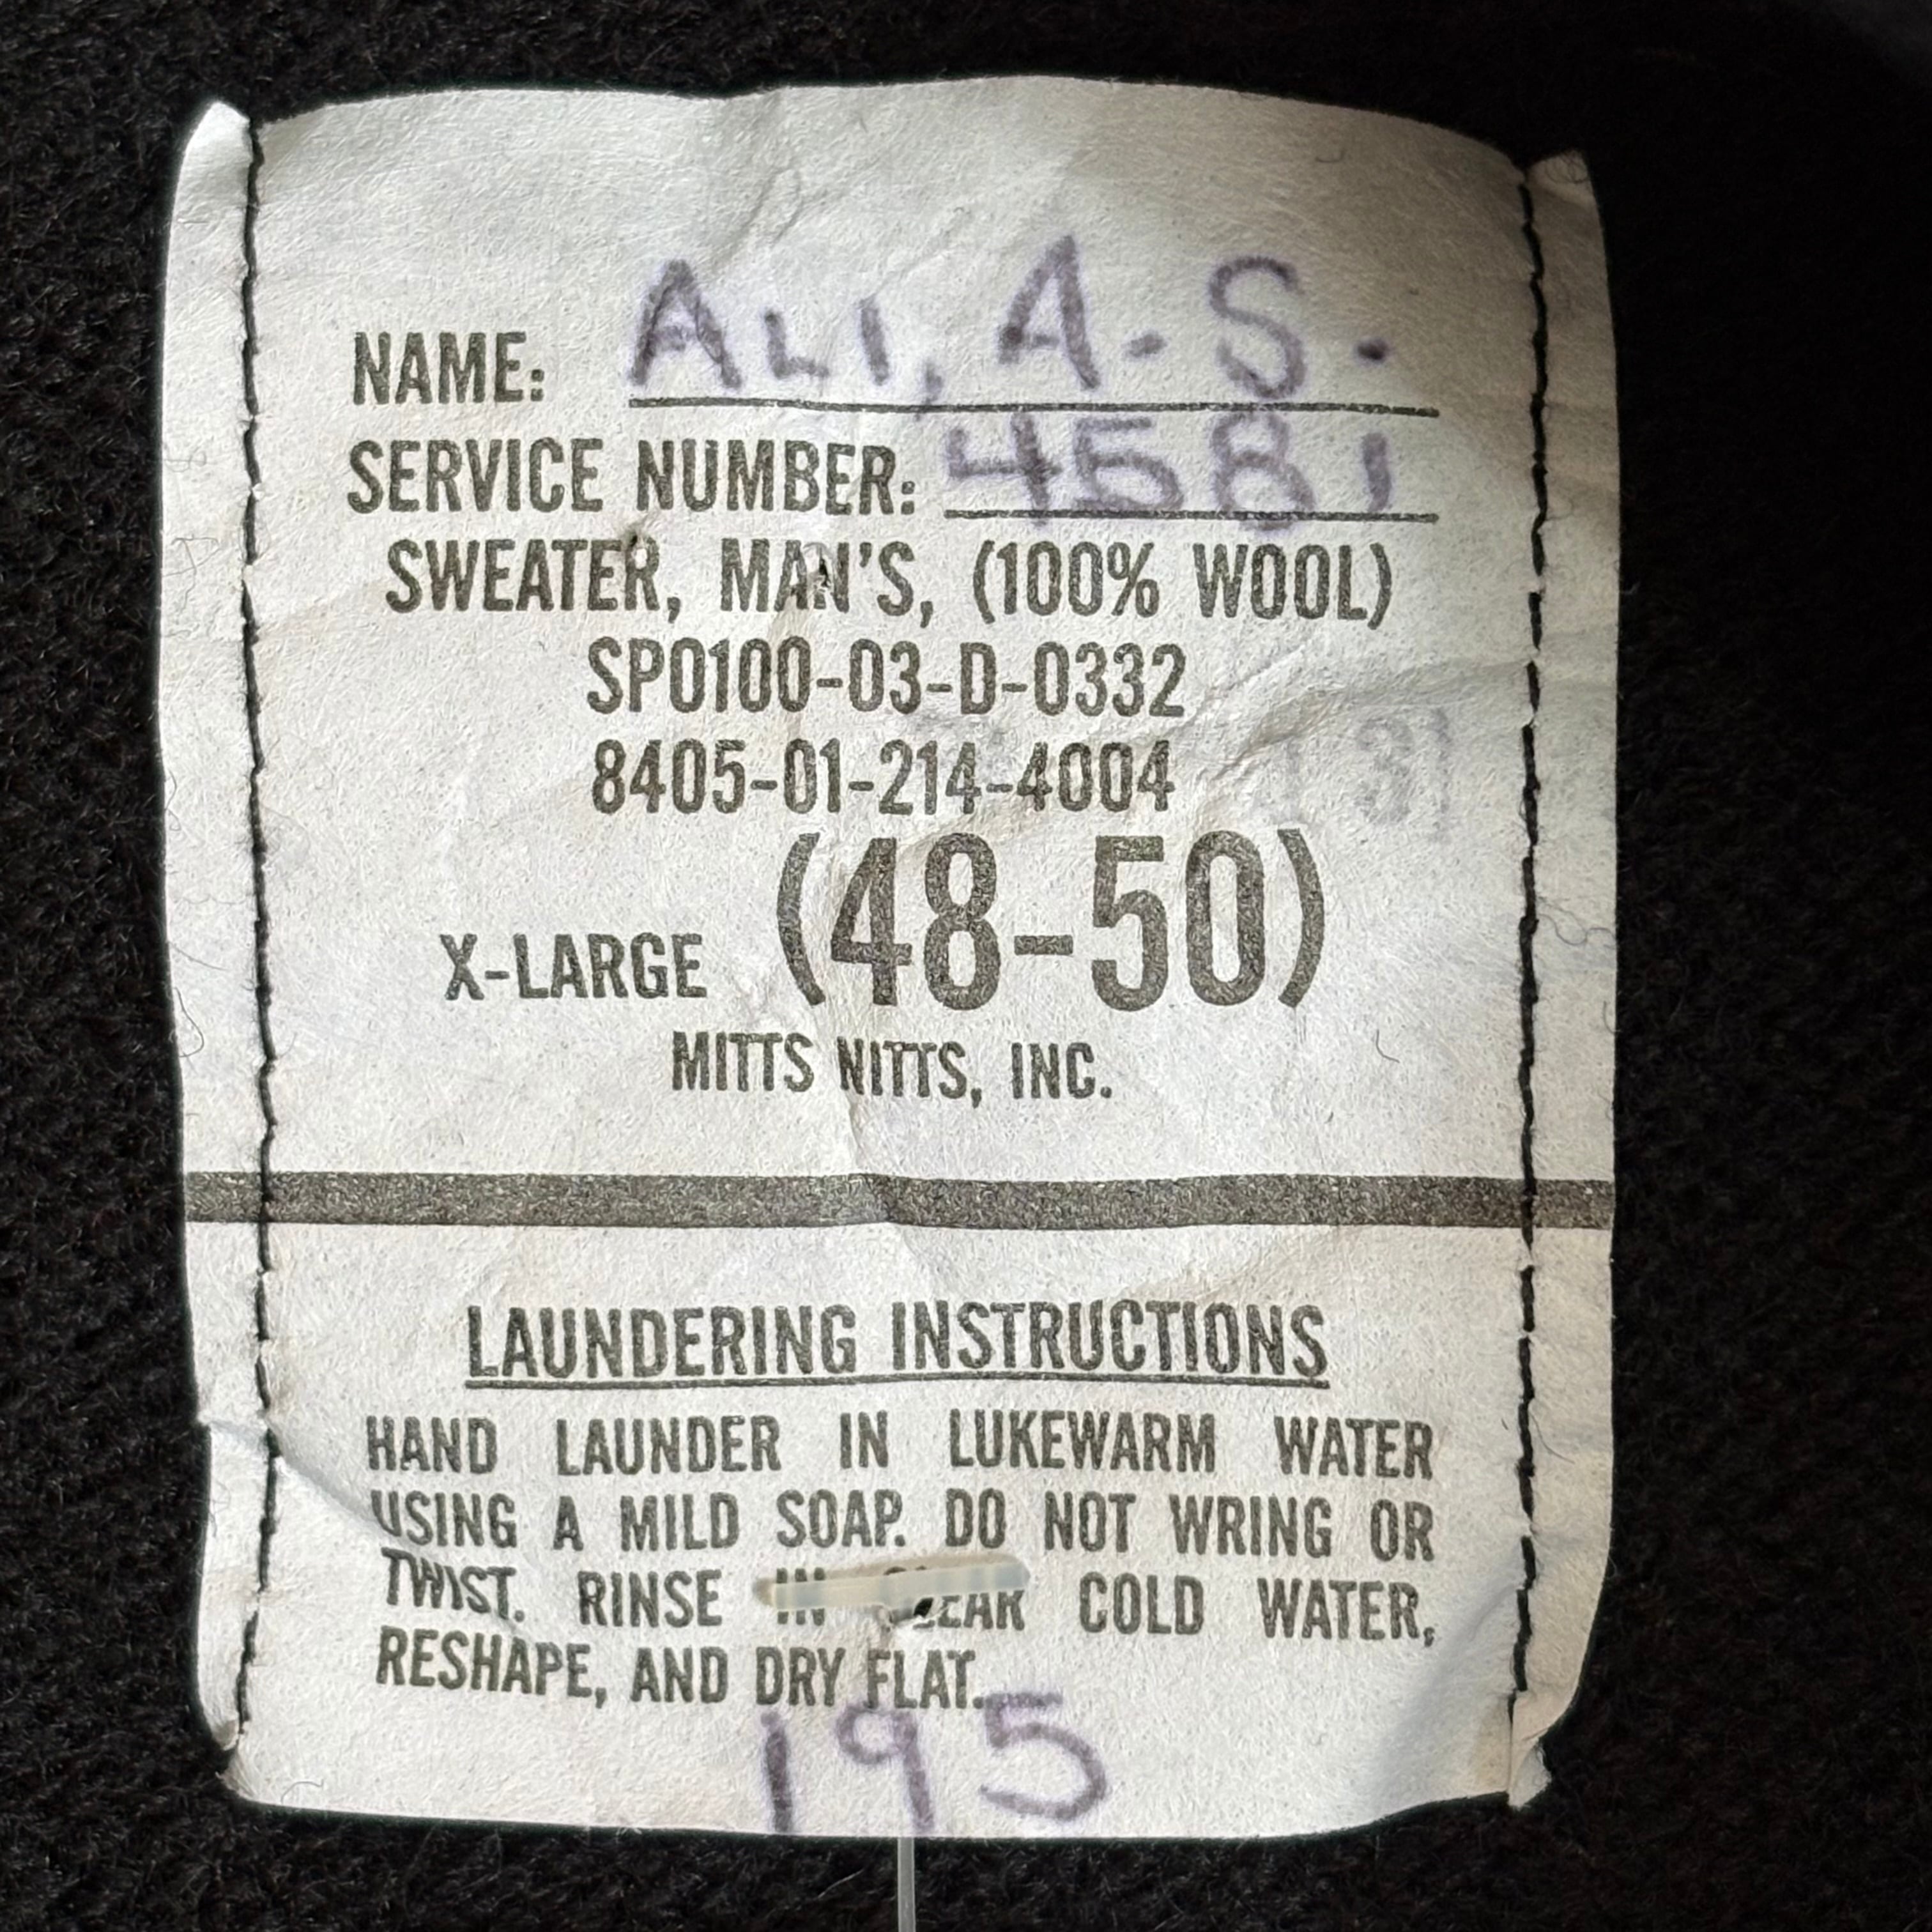 NAME: ALI, A. S.
SERVICE NUMBER: 4581
SWEATER, MAN'S, (100% WOOL)
SP0100-03-D-0332
8405-01-214-4004
X-LARGE (48-50)
MITTS NITTS, INC.
LAUNDERING INSTRUCTIONS
HAND LAUNDER IN LUKEWARM WATER
USING A MILD SOAP. DO NOT WRING OR
TWIST. RINSE IN CLEAR COLD WATER,
RESHAPE, AND DRY FLAT.
195